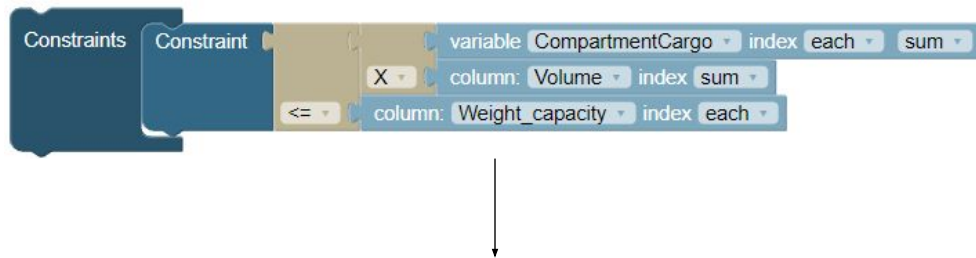 Constraints Constraint variable CompartmentCargo index each sum
X column: Volume index sum
<= column: Weight_capacity index each